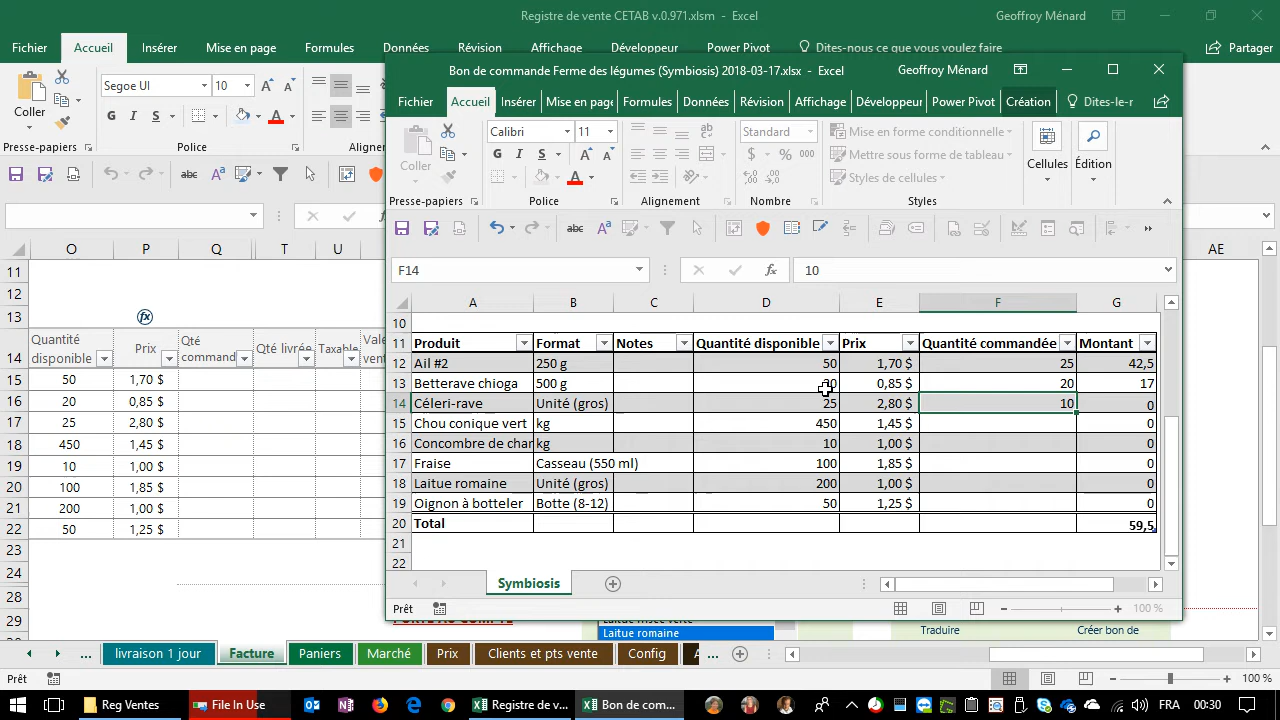 Registre de vente CETAB v.0.971.xlsm - Excel
Geoffroy Ménard
Fichier Accueil Insérer Mise en page Formules Données Révision Affichage Développeur Power Pivot Dites-nous ce que vous voulez faire Partager
Segoe UI 10
Coller
G I S
Presse-papiers Police
O P Q T U AE
11
12
13 fx
14 Quantité disponible Prix Qté command Qté livrée Taxable
15 50 1,70 $
16 20 0,85 $
17 25 2,80 $
18 450 1,45 $
19 10 1,00 $
20 100 1,85 $
21 200 1,00 $
22 50 1,25 $
23
24
28
29
Bon de commande Ferme des légumes (Symbiosis) 2018-03-17.xlsx - Excel
Geoffroy Ménard
Fichier Accueil Insérer Mise en page Formules Données Révision Affichage Développeur Power Pivot Création Dites-le-r
Calibri 11 Standard Mise en forme conditionnelle
Coller G I S $ % 000 Mettre sous forme de tableau Cellules Édition
Styles de cellules
Presse-papiers Police Alignement Nombre Styles
abc
F14 fx 10
A B C D E F G
10
11 Produit Format Notes Quantité disponible Prix Quantité commandée Montant
12 Ail #2 250 g 50 1,70 $ 25 42,5
13 Betterave chioga 500 g 0,85 $ 20 17
14 Céleri-rave Unité (gros) 25 2,80 $ 10 0
15 Chou conique vert kg 450 1,45 $ 0
16 Concombre de char kg 10 1,00 $ 0
17 Fraise Casseau (550 ml) 100 1,85 $ 0
18 Laitue romaine Unité (gros) 200 1,00 $ 0
19 Oignon à botteler Botte (8-12) 50 1,25 $ 0
20 Total 59,5
21
22
Symbiosis
Prêt 100 %
Laitue romaine Traduire Créer bon de
... livraison 1 jour Facture Paniers Marché Prix Clients et pts vente Config A ...
Prêt 100 %
Reg Ventes File In Use Registre de v... Bon de com... FRA 00:30